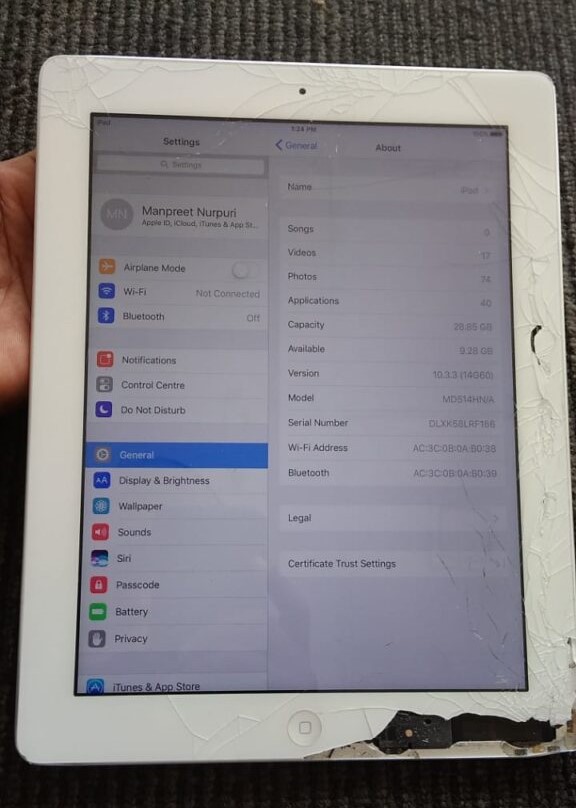 iPad
1:24 PM
Settings
General
About
Settings
MN
Manpreet Nurpuri
Apple ID, iCloud, iTunes & App St...
Airplane Mode
Wi-Fi Not Connected
Bluetooth Off
Notifications
Control Centre
Do Not Disturb
General
Display & Brightness
Wallpaper
Sounds
Siri
Passcode
Battery
Privacy
iTunes & App Store
Name iPad
Songs 0
Videos 17
Photos 74
Applications 40
Capacity 28.85 GB
Available 9.28 GB
Version 10.3.3 (14G60)
Model MD514HN/A
Serial Number
Wi-Fi Address AC:3C:0B:0A:BD:38
Bluetooth AC:3C:0B:0A:BD:39
Legal
Certificate Trust Settings